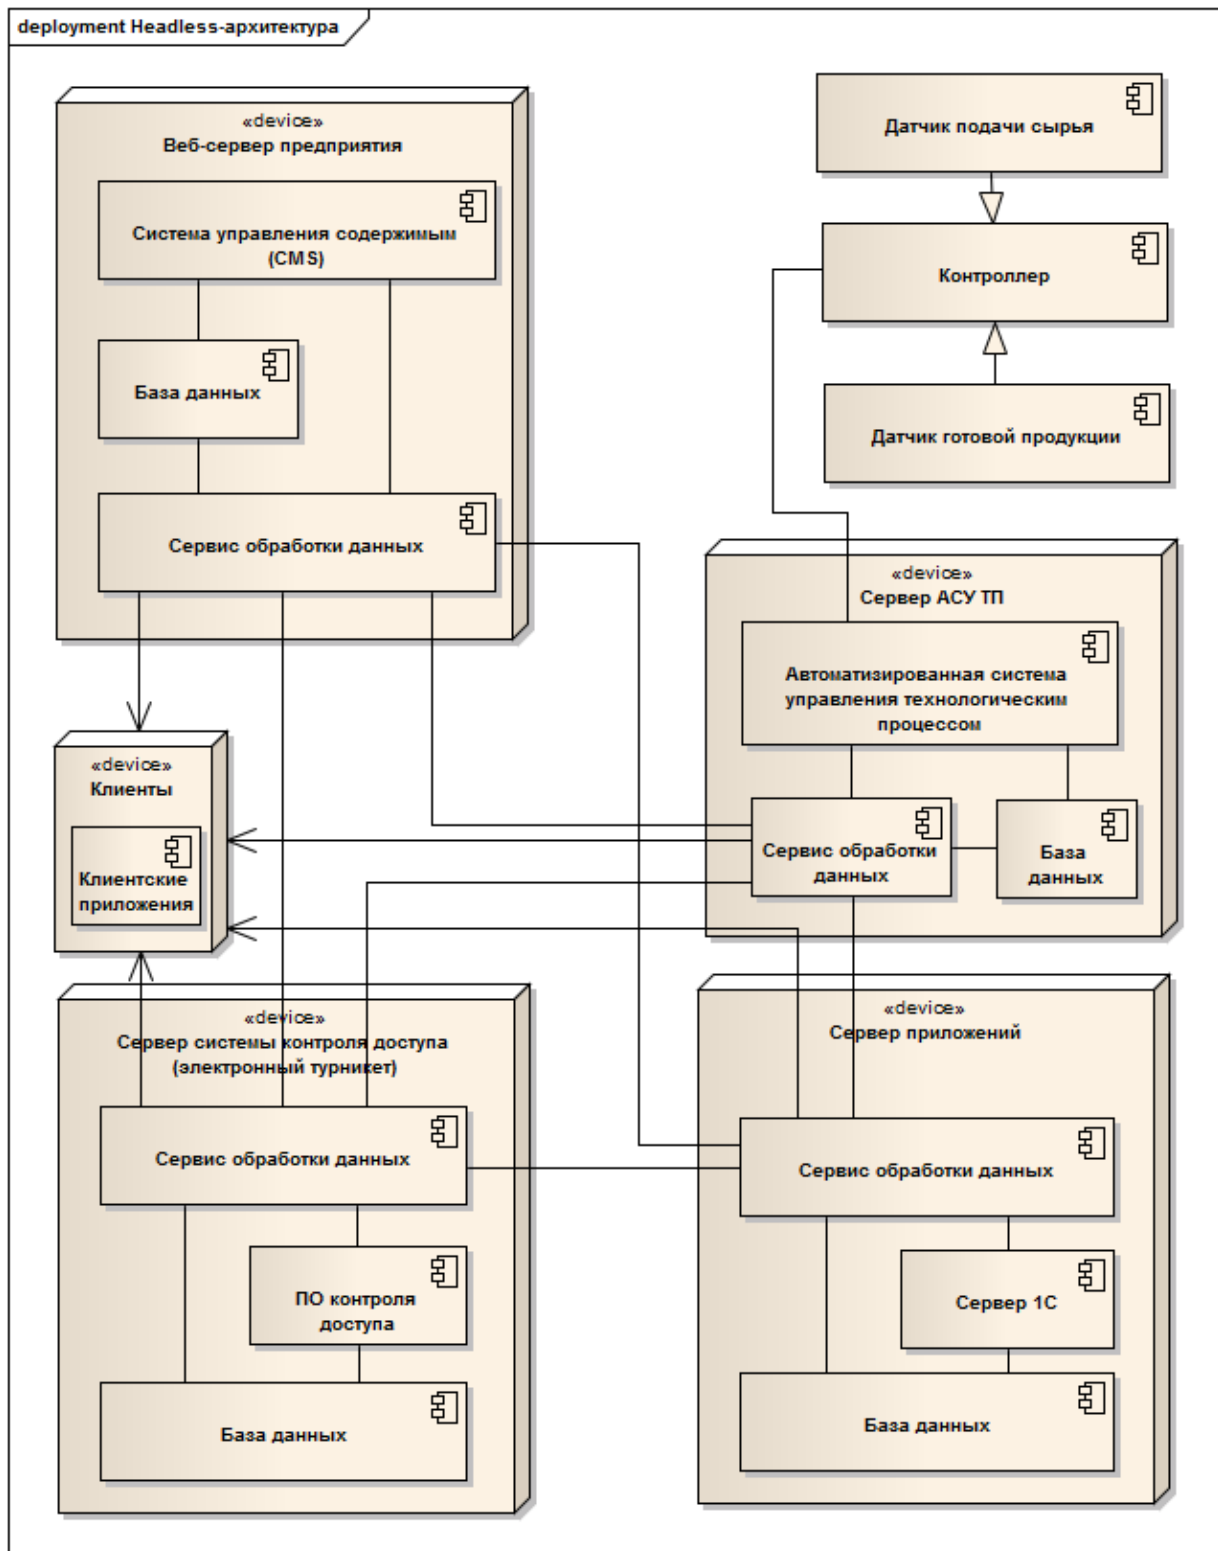 deployment Headless-архитектура
«device»
Веб-сервер предприятия
Система управления содержимым
(CMS)
База данных
Сервис обработки данных
Датчик подачи сырья
Контроллер
Датчик готовой продукции
«device»
Сервер АСУ ТП
Автоматизированная система
управления технологическим
процессом
Сервис обработки
данных
База
данных
«device»
Клиенты
Клиентские
приложения
«device»
Сервер системы контроля доступа
(электронный турникет)
Сервис обработки данных
ПО контроля
доступа
База данных
«device»
Сервер приложений
Сервис обработки данных
Сервер 1С
База данных